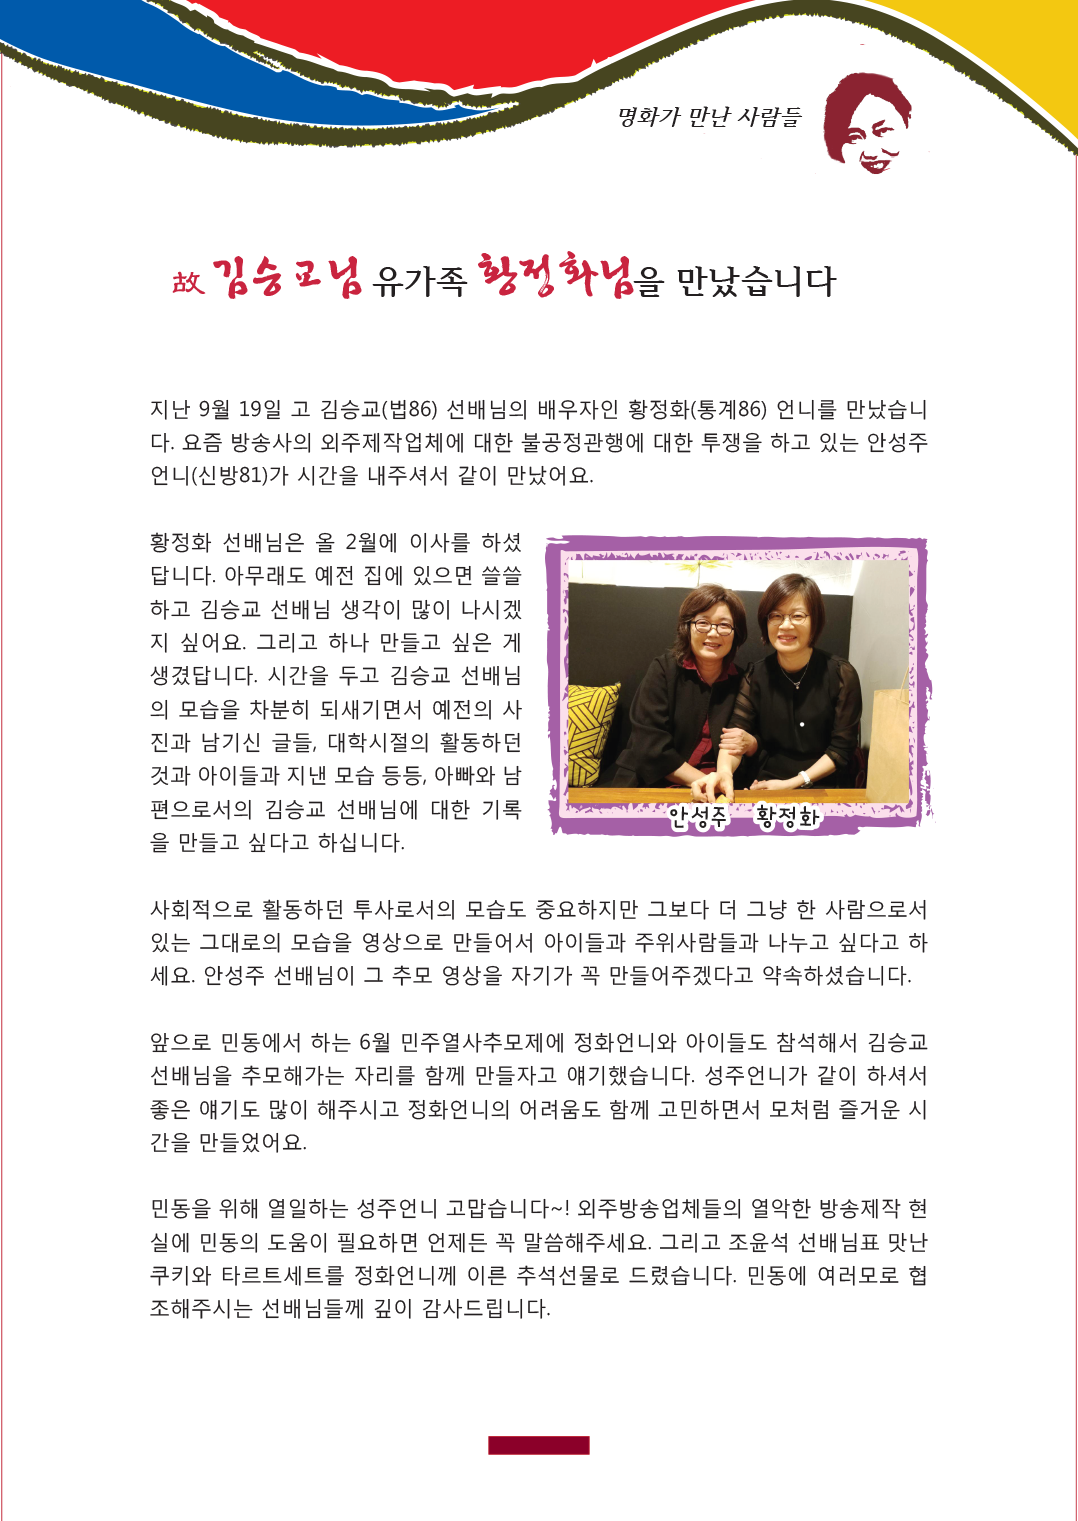 명화가 만난 사람들
故 김승교님 유가족 황정화님을 만났습니다
지난 9월 19일 고 김승교(법86) 선배님의 배우자인 황정화(통계86) 언니를 만났습니
다. 요즘 방송사의 외주제작업체에 대한 불공정관행에 대한 투쟁을 하고 있는 안성주
언니(신방81)가 시간을 내주셔서 같이 만났어요.
황정화 선배님은 올 2월에 이사를 하셨
답니다. 아무래도 예전 집에 있으면 쓸쓸
하고 김승교 선배님 생각이 많이 나시겠
지 싶어요. 그리고 하나 만들고 싶은 게
생겼답니다. 시간을 두고 김승교 선배님
의 모습을 차분히 되새기면서 예전의 사
진과 남기신 글들, 대학시절의 활동하던
것과 아이들과 지낸 모습 등등, 아빠와 남
편으로서의 김승교 선배님에 대한 기록
을 만들고 싶다고 하십니다.
안성주 황정화
사회적으로 활동하던 투사로서의 모습도 중요하지만 그보다 더 그냥 한 사람으로서
있는 그대로의 모습을 영상으로 만들어서 아이들과 주위사람들과 나누고 싶다고 하
세요. 안성주 선배님이 그 추모 영상을 자기가 꼭 만들어주겠다고 약속하셨습니다.
앞으로 민동에서 하는 6월 민주열사추모제에 정화언니와 아이들도 참석해서 김승교
선배님을 추모해가는 자리를 함께 만들자고 얘기했습니다. 성주언니가 같이 하셔서
좋은 얘기도 많이 해주시고 정화언니의 어려움도 함께 고민하면서 모처럼 즐거운 시
간을 만들었어요.
민동을 위해 열일하는 성주언니 고맙습니다~! 외주방송업체들의 열악한 방송제작 현
실에 민동의 도움이 필요하면 언제든 꼭 말씀해주세요. 그리고 조윤석 선배님표 맛난
쿠키와 타르트세트를 정화언니께 이른 추석선물로 드렸습니다. 민동에 여러모로 협
조해주시는 선배님들께 깊이 감사드립니다.